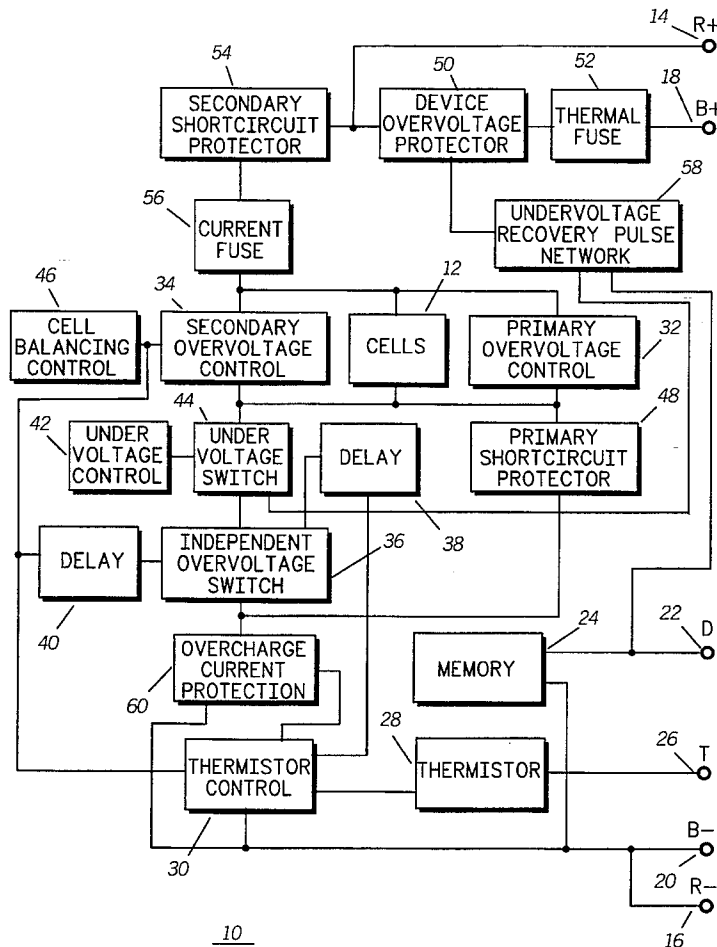 14
R+
54
50
52
18
B+
SECONDARY
SHORTCIRCUIT
PROTECTOR
DEVICE
OVERVOLTAGE
PROTECTOR
THERMAL
FUSE
58
56
CURRENT
FUSE
UNDERVOLTAGE
RECOVERY PULSE
NETWORK
46
34
12
CELL
BALANCING
CONTROL
SECONDARY
OVERVOLTAGE
CONTROL
CELLS
PRIMARY
OVERVOLTAGE
CONTROL
32
44
48
42
UNDER
VOLTAGE
CONTROL
UNDER
VOLTAGE
SWITCH
DELAY
PRIMARY
SHORTCIRCUIT
PROTECTOR
38
DELAY
INDEPENDENT
OVERVOLTAGE
SWITCH
36
40
24
22
D
OVERCHARGE
CURRENT
PROTECTION
MEMORY
60
28
26
T
THERMISTOR
CONTROL
THERMISTOR
30
B-
20
R-
16
10